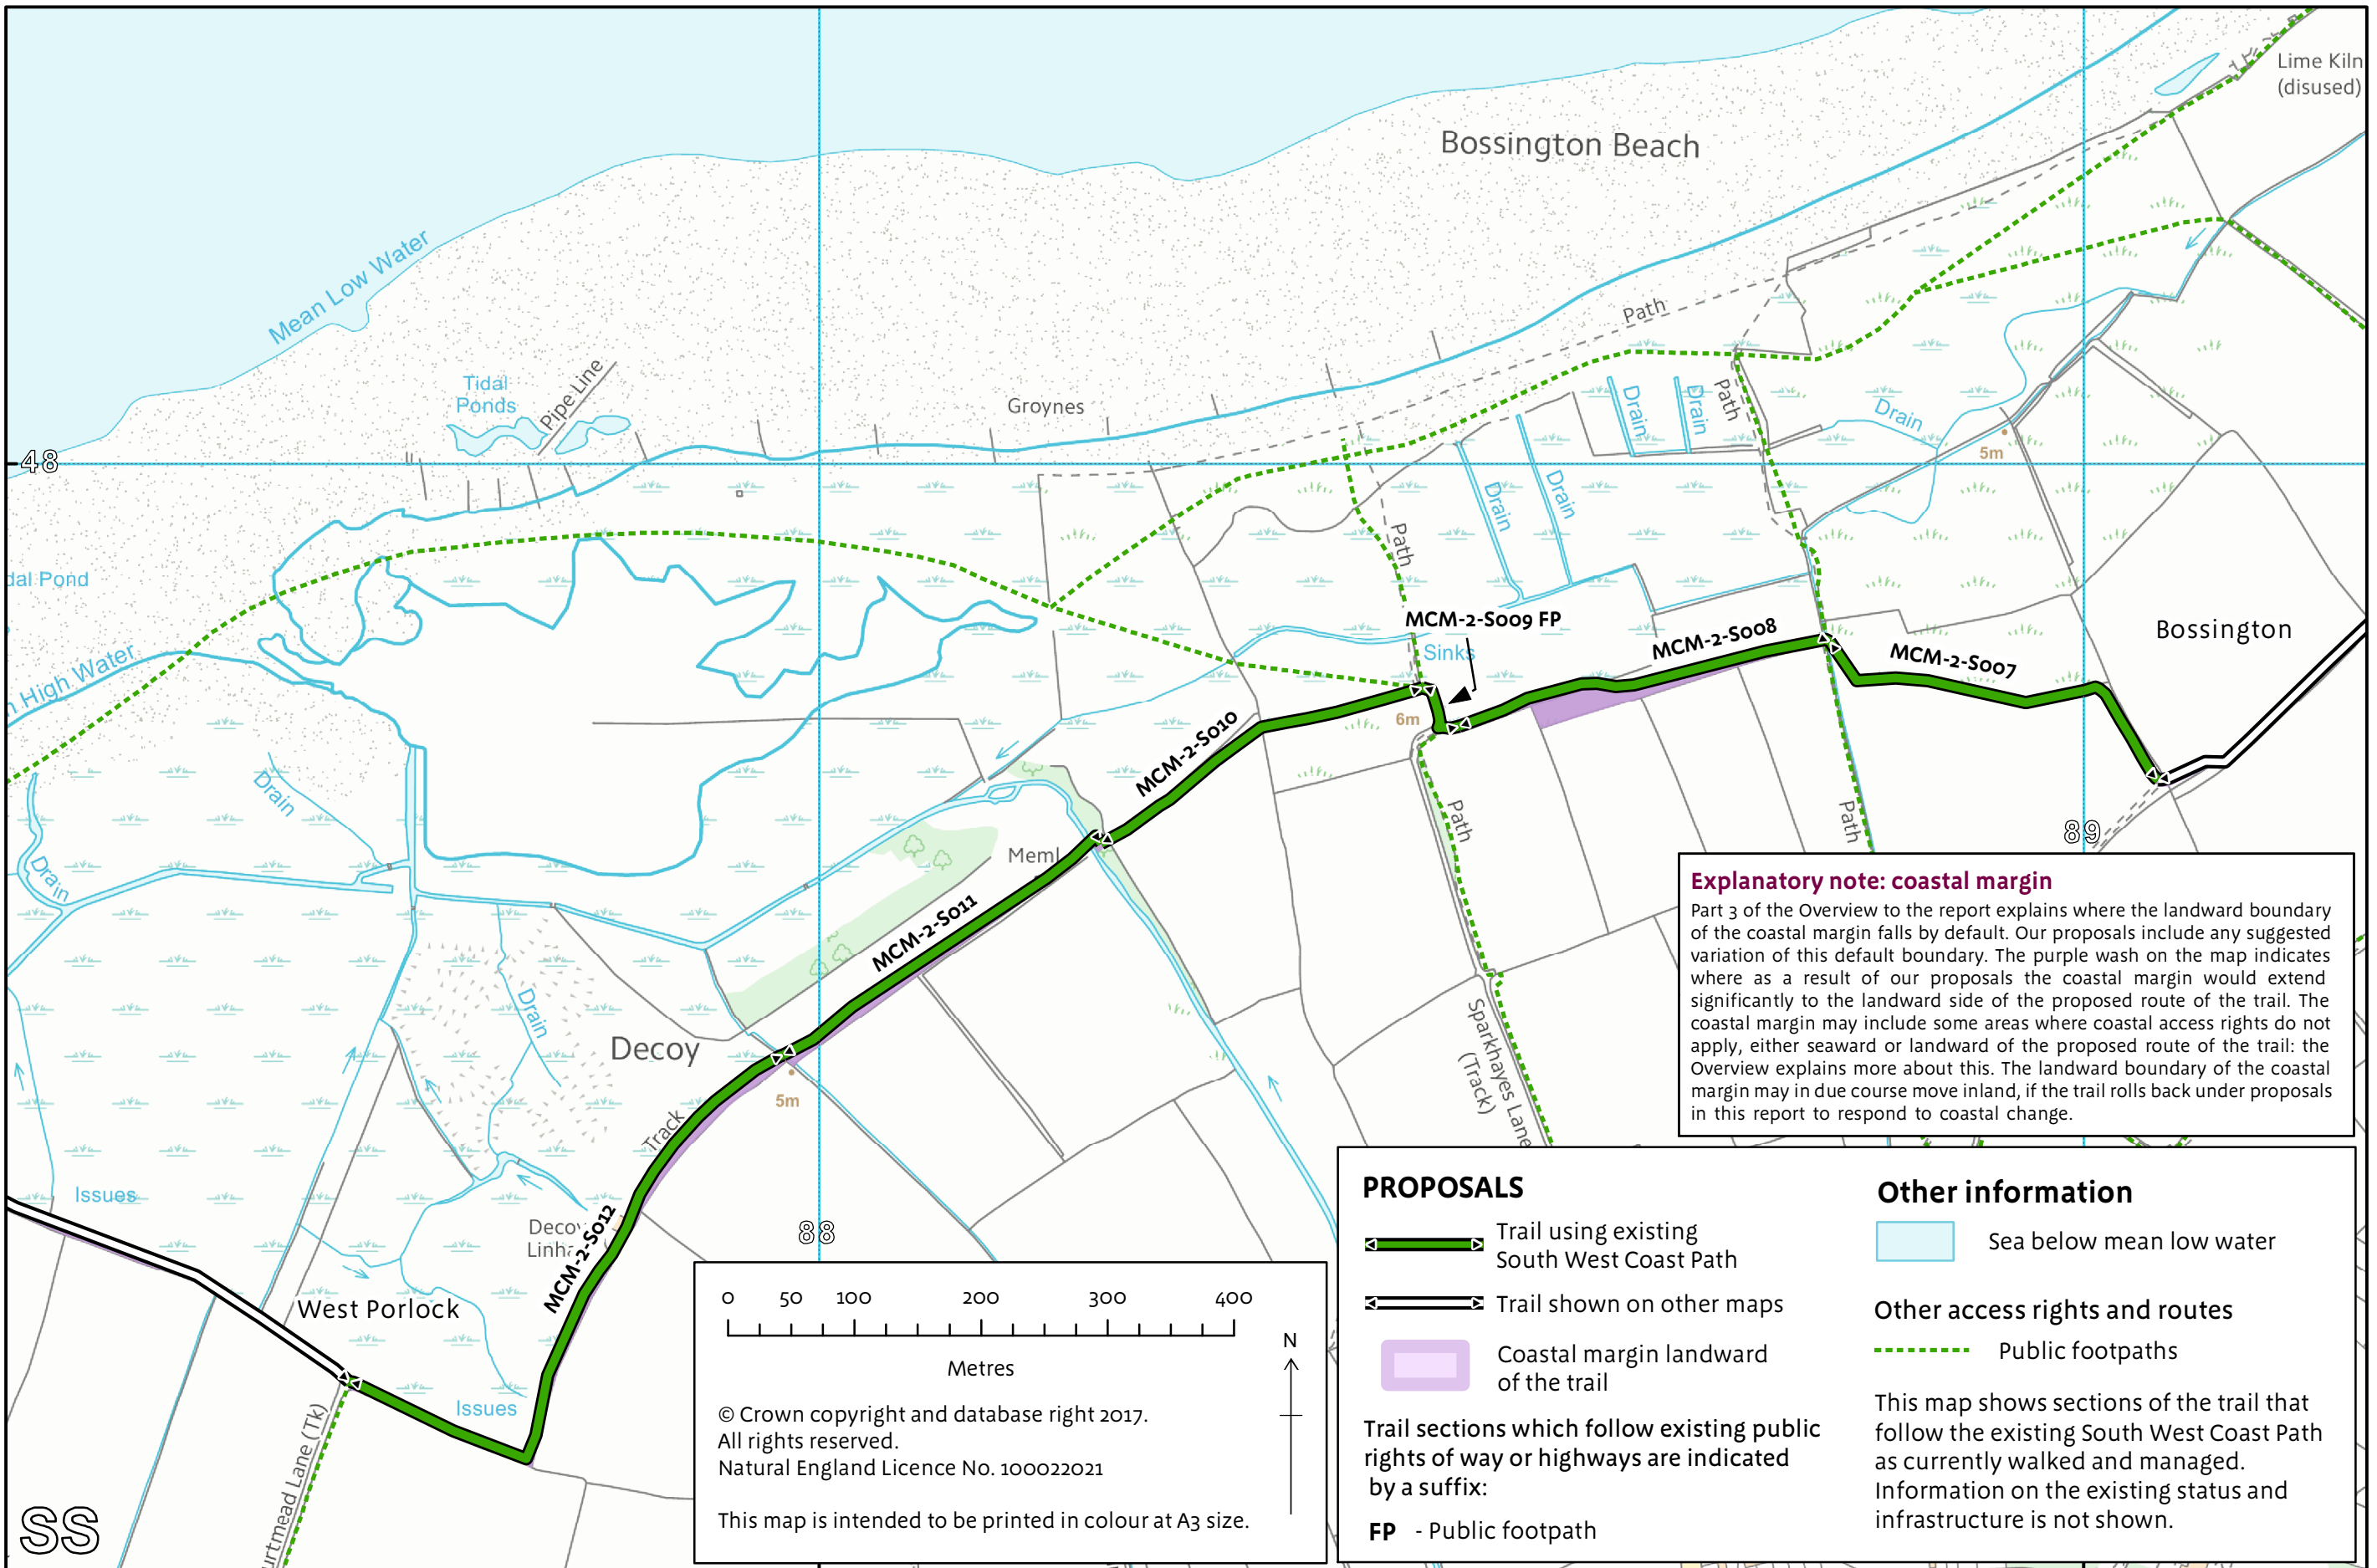 Lime Kiln
(disused)
Bossington Beach
Mean Low Water
Path
Tidal
Ponds
Pipe Line
Groynes
Drain
Drain
Path
Drain
5m
48
Drain
Drain
Path
dal Pond
MCM-2-S009 FP
MCM-2-S008
Bossington
Sinks
MCM-2-S007
n High Water
6m
MCM-2-S010
Drain
Path
Path
89
Drain
Meml
MCM-2-S011
Drain
Decoy
Sparkhayes Lane
(Track)
5m
Track
Issues
Decoy
Linha
MCM-2-S012
88
West Porlock
Issues
urtmead Lane (Tk)
SS
Explanatory note: coastal margin
Part 3 of the Overview to the report explains where the landward boundary
of the coastal margin falls by default. Our proposals include any suggested
variation of this default boundary. The purple wash on the map indicates
where as a result of our proposals the coastal margin would extend
significantly to the landward side of the proposed route of the trail. The
coastal margin may include some areas where coastal access rights do not
apply, either seaward or landward of the proposed route of the trail: the
Overview explains more about this. The landward boundary of the coastal
margin may in due course move inland, if the trail rolls back under proposals
in this report to respond to coastal change.
0 50 100 200 300 400
Metres
N
© Crown copyright and database right 2017.
All rights reserved.
Natural England Licence No. 100022021
This map is intended to be printed in colour at A3 size.
PROPOSALS
Trail using existing
South West Coast Path
Trail shown on other maps
Coastal margin landward
of the trail
Trail sections which follow existing public
rights of way or highways are indicated
by a suffix:
FP - Public footpath
Other information
Sea below mean low water
Other access rights and routes
Public footpaths
This map shows sections of the trail that
follow the existing South West Coast Path
as currently walked and managed.
Information on the existing status and
infrastructure is not shown.